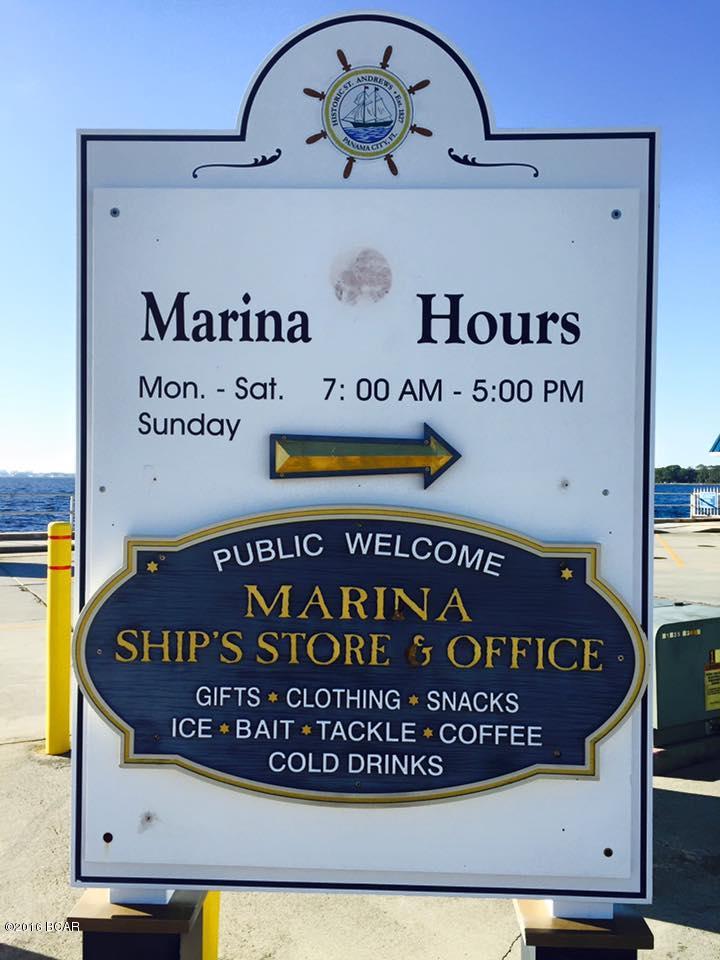 HISTORIC ST. ANDREWS • Est. 1827
PANAMA CITY, FL
Marina Hours
Mon. - Sat. 7: 00 AM - 5:00 PM
Sunday
PUBLIC WELCOME
MARINA
SHIP'S STORE & OFFICE
GIFTS * CLOTHING * SNACKS
ICE * BAIT * TACKLE * COFFEE
COLD DRINKS
©2016 BCAR